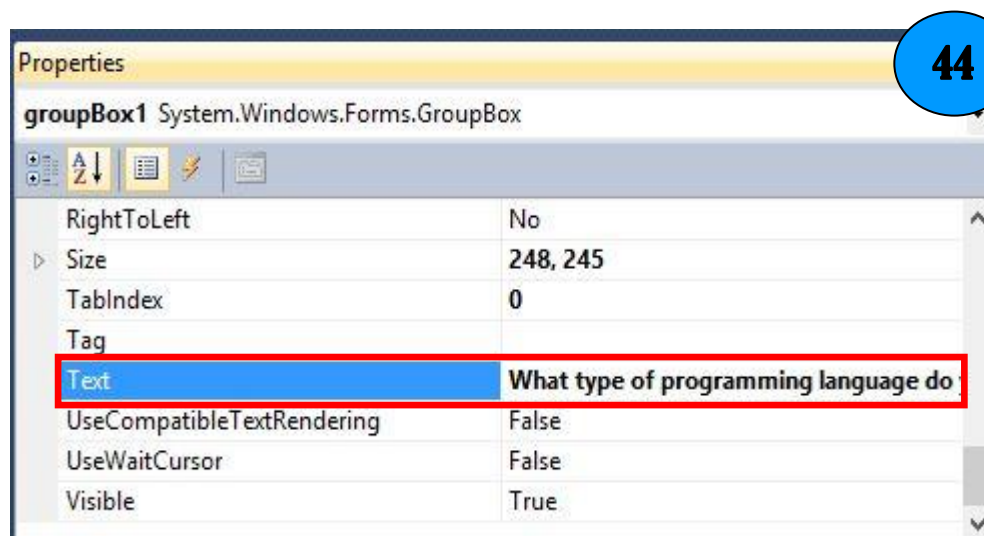 44
Properties
groupBox1 System.Windows.Forms.GroupBox
A
Z
RightToLeft No
Size 248, 245
TabIndex 0
Tag
Text What type of programming language do
UseCompatibleTextRendering False
UseWaitCursor False
Visible True